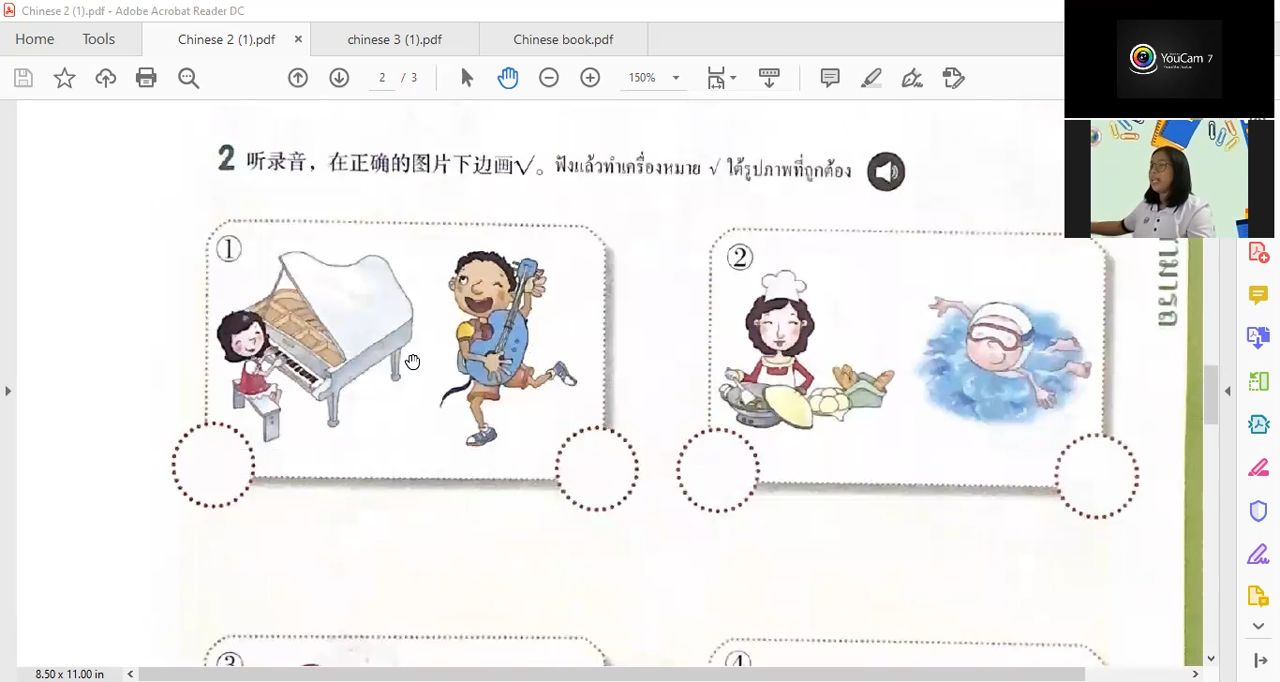 Chinese 2 (1).pdf - Adobe Acrobat Reader DC
Home Tools Chinese 2 (1).pdf × chinese 3 (1).pdf Chinese book.pdf
2 / 3 150%
YouCam 7
2 听录音，在正确的图片下边画√。 ฟังแล้วทำเครื่องหมาย √ ใต้รูปภาพที่ถูกต้อง
①
②
③
④
8.50 x 11.00 in